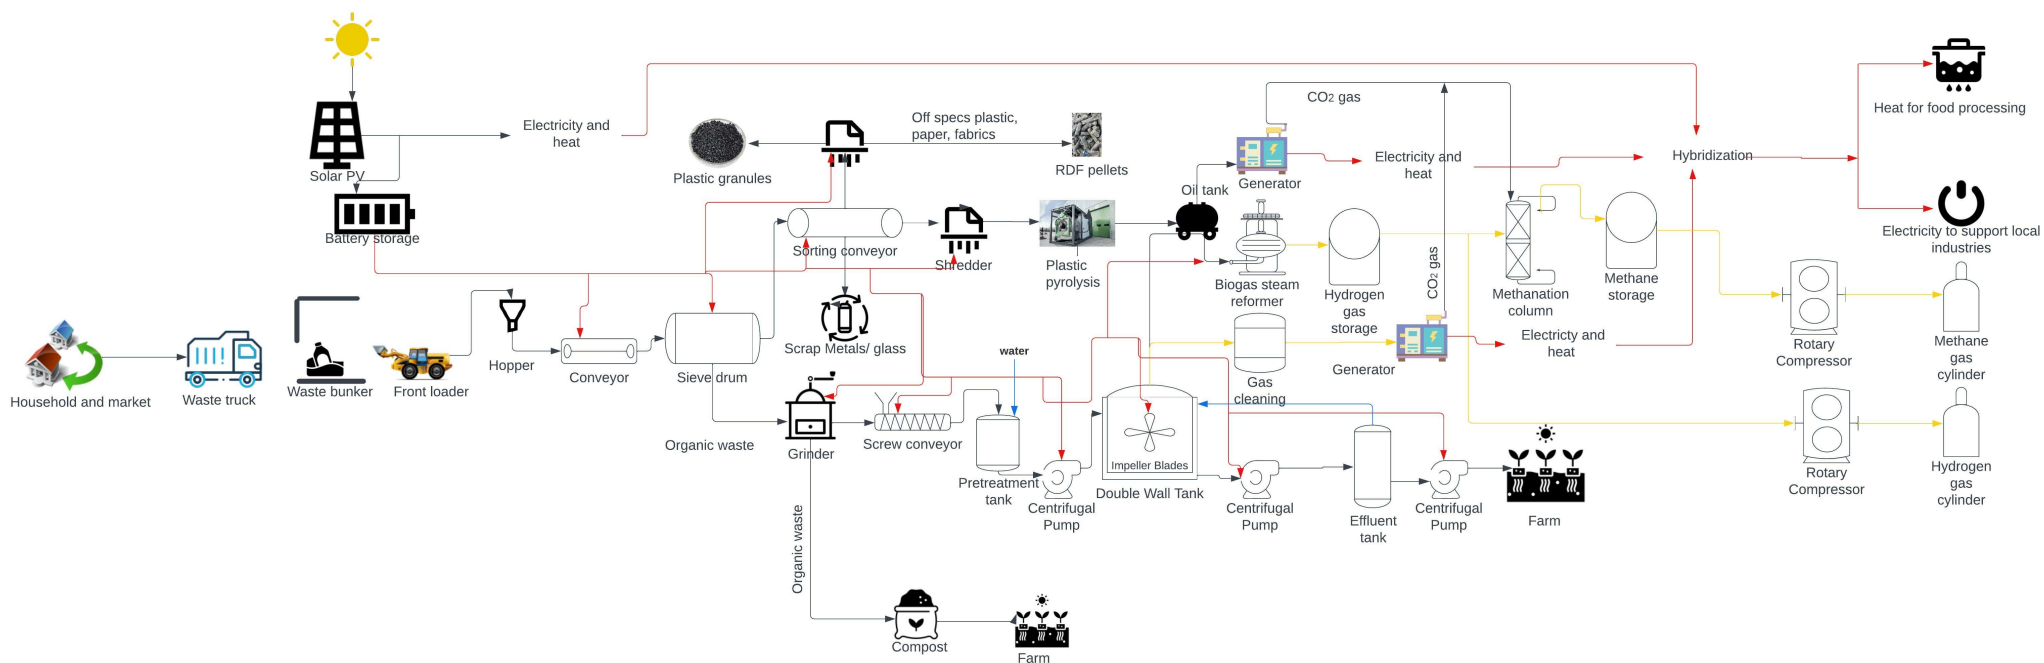 Solar PV
Battery storage
Electricity and
heat
Plastic granules
Off specs plastic,
paper, fabrics
RDF pellets
Sorting conveyor
Shredder
Plastic
pyrolysis
Oil tank
Generator
CO2 gas
Electricity and
heat
Hybridization
Heat for food processing
Electricity to support local
industries
Biogas steam
reformer
Hydrogen
gas
storage
CO2 gas
Methanation
column
Methane
storage
Rotary
Compressor
Methane
gas
cylinder
Household and market
Waste truck
Waste bunker
Front loader
Hopper
Conveyor
Sieve drum
Scrap Metals/ glass
water
Gas
cleaning
Generator
Electricity and
heat
Organic waste
Grinder
Screw conveyor
Pretreatment
tank
Centrifugal
Pump
Impeller Blades
Double Wall Tank
Centrifugal
Pump
Effluent
tank
Centrifugal
Pump
Farm
Rotary
Compressor
Hydrogen
gas
cylinder
Organic waste
Compost
Farm